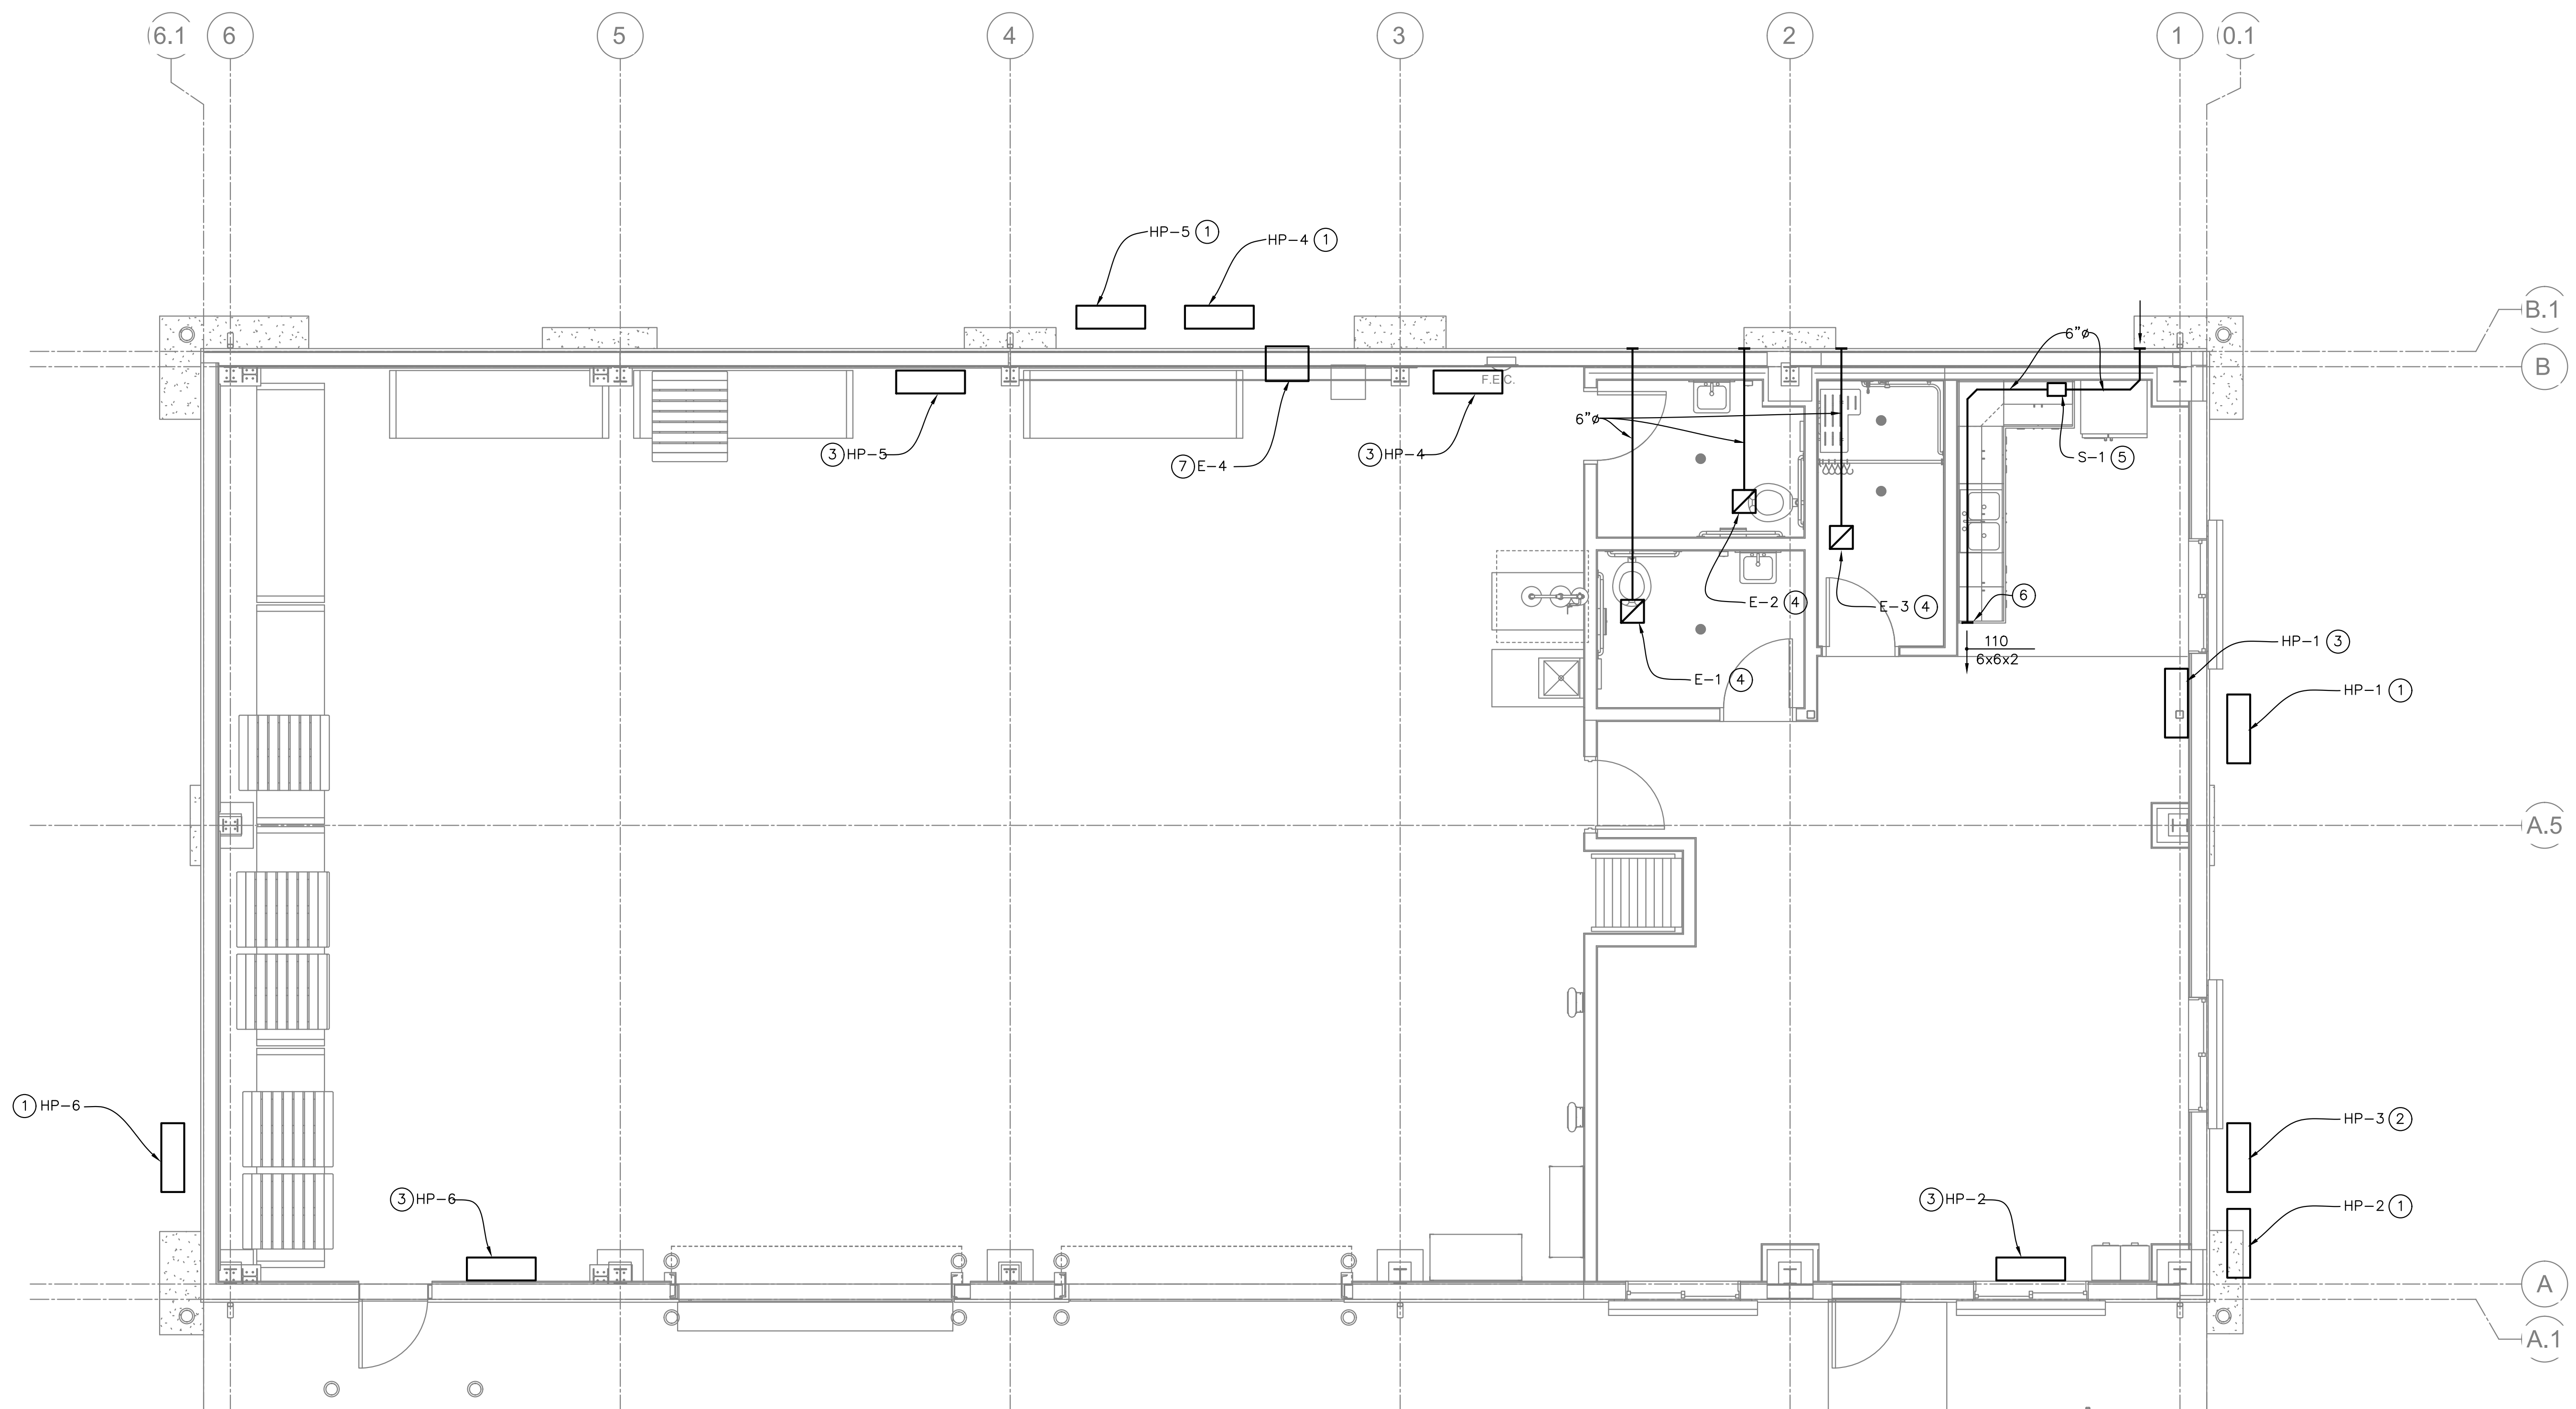 6.1 6 5 4 3 2 1 0.1
HP-5 1
HP-4 1
B.1
B
6"ø
F.E.C.
6"ø
3 HP-5
7 E-4
3 HP-4
S-1 5
6
E-2 4
E-3 4
110
6x6x2
HP-1 3
E-1 4
HP-1 1
A.5
1 HP-6
HP-3 2
3 HP-6
3 HP-2
HP-2 1
A
A.1